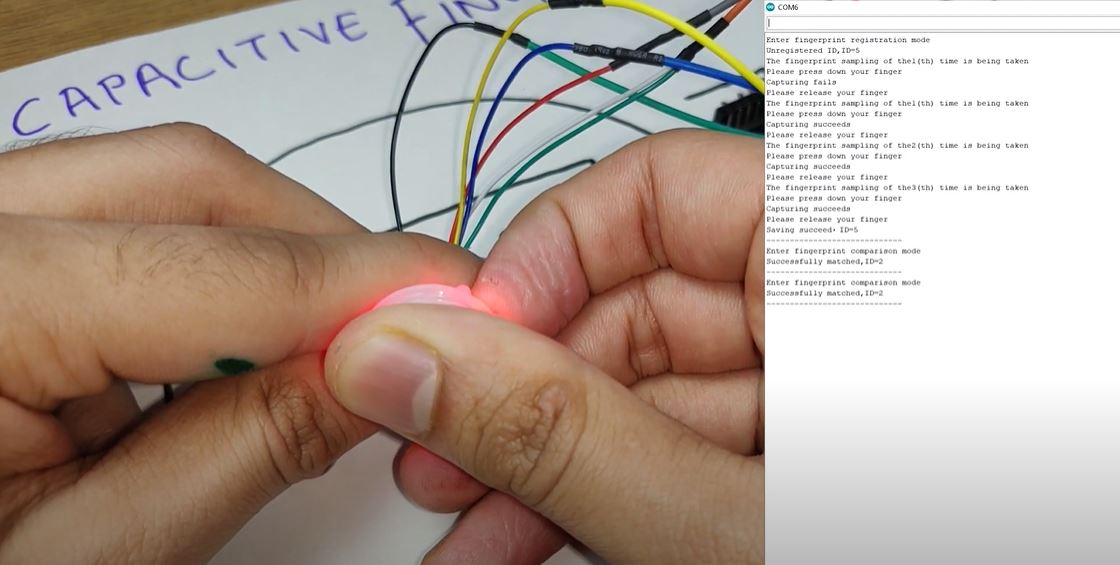 CAPACITIVE FIN
COM6
Enter fingerprint registration mode
Unregistered ID,ID=5
The fingerprint sampling of the1(th) time is being taken
Please press down your finger
Capturing fails
Please release your finger
The fingerprint sampling of the1(th) time is being taken
Please press down your finger
Capturing succeeds
Please release your finger
The fingerprint sampling of the2(th) time is being taken
Please press down your finger
Capturing succeeds
Please release your finger
The fingerprint sampling of the3(th) time is being taken
Please press down your finger
Capturing succeeds
Please release your finger
Saving succeed, ID=5
-----------------------------
Enter fingerprint comparison mode
Successfully matched,ID=2
-----------------------------
Enter fingerprint comparison mode
Successfully matched,ID=2
-----------------------------